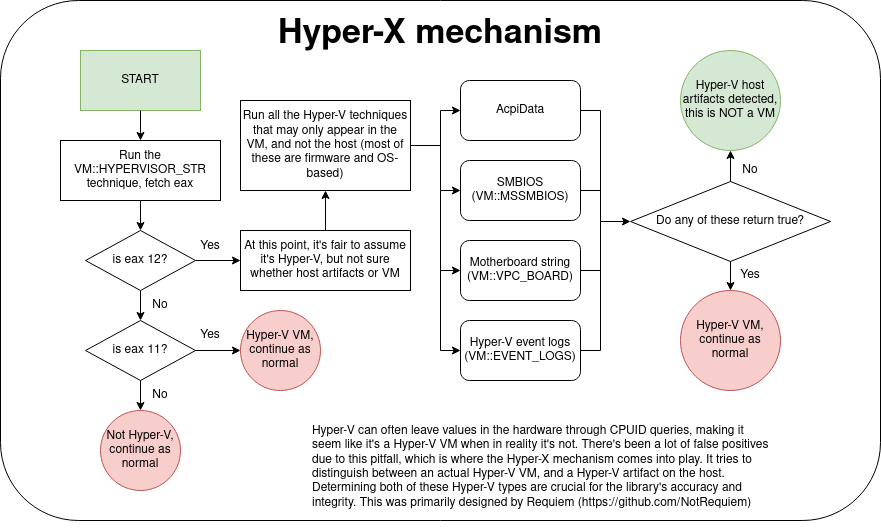 Hyper-X mechanism
START
Run the
VM::HYPERVISOR_STR
technique, fetch eax
is eax 12?
Yes
No
is eax 11?
Yes
No
Not Hyper-V,
continue as
normal
Hyper-V VM,
continue as
normal
At this point, it's fair to assume
it's Hyper-V, but not sure
whether host artifacts or VM
Run all the Hyper-V techniques
that may only appear in the
VM, and not the host (most of
these are firmware and OS-
based)
AcpiData
SMBIOS
(VM::MSSMBIOS)
Motherboard string
(VM::VPC_BOARD)
Hyper-V event logs
(VM::EVENT_LOGS)
Do any of these return true?
No
Hyper-V host
artifacts detected,
this is NOT a VM
Yes
Hyper-V VM,
continue as
normal
Hyper-V can often leave values in the hardware through CPUID queries, making it
seem like it's a Hyper-V VM when in reality it's not. There's been a lot of false positives
due to this pitfall, which is where the Hyper-X mechanism comes into play. It tries to
distinguish between an actual Hyper-V VM, and a Hyper-V artifact on the host.
Determining both of these Hyper-V types are crucial for the library's accuracy and
integrity. This was primarily designed by Requiem (https://github.com/NotRequiem)